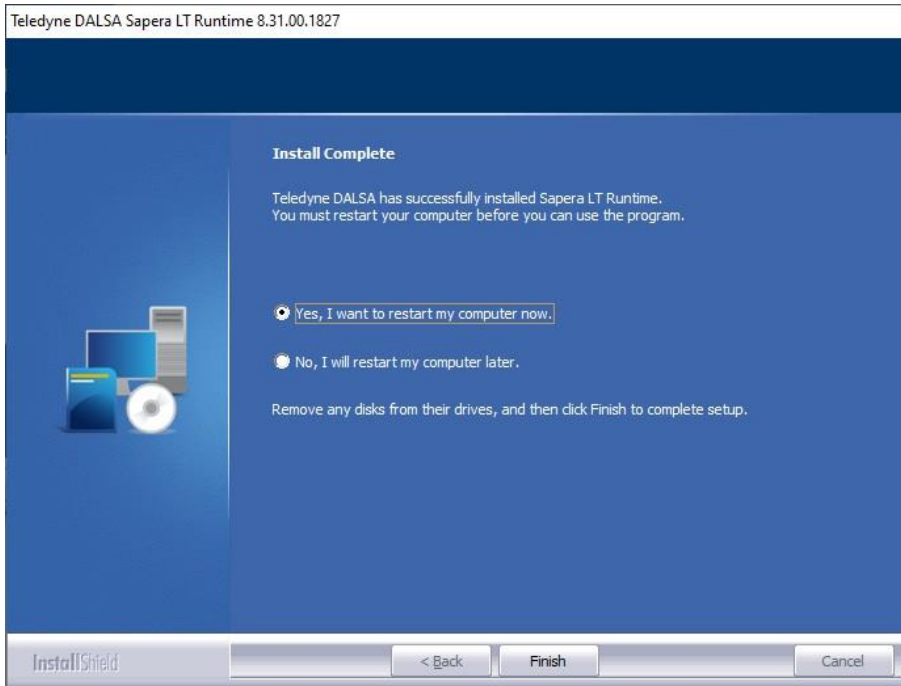 Teledyne DALSA Sapera LT Runtime 8.31.00.1827
Install Complete
Teledyne DALSA has successfully installed Sapera LT Runtime.
You must restart your computer before you can use the program.
Yes, I want to restart my computer now.
No, I will restart my computer later.
Remove any disks from their drives, and then click Finish to complete setup.
InstallShield
< Back
Finish
Cancel